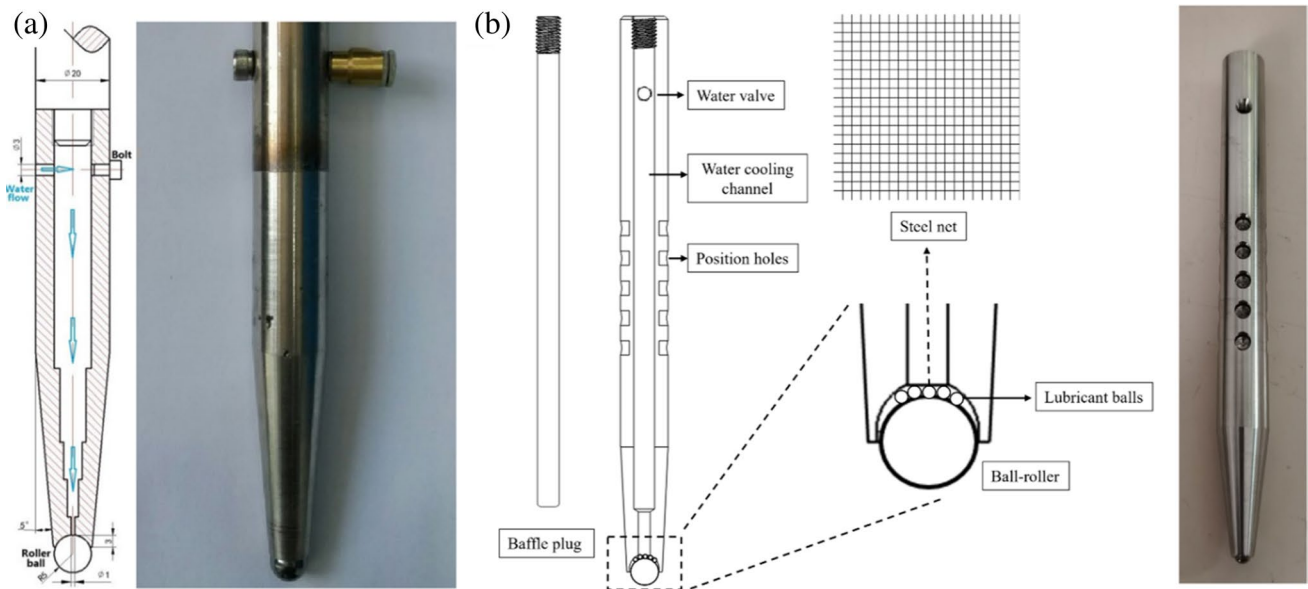 (a)
Ø20
Ø3
Bolt
Water
flow
5°
3
Roller
ball
R5
Ø1
(b)
Water valve
Water cooling
channel
Position holes
Baffle plug
Steel net
Lubricant balls
Ball-roller